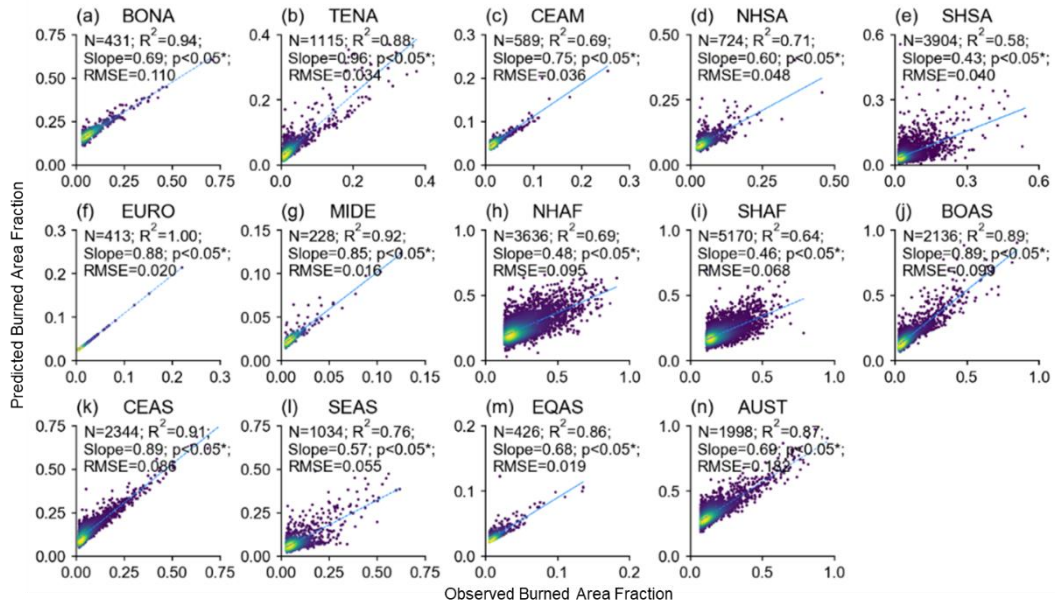 (a) BONA
N=431; R²=0.94;
Slope=0.69; p<0.05*;
RMSE=0.110
0.75
0.50
0.25
0.00
0.00 0.25 0.50 0.75
(b) TENA
N=1115; R²=0.88;
Slope=0.96; p<0.05*;
RMSE=0.034
0.4
0.2
0.0
0.0 0.2 0.4
(c) CEAM
N=589; R²=0.69;
Slope=0.75; p<0.05*;
RMSE=0.036
0.3
0.2
0.1
0.0
0.0 0.1 0.2 0.3
(d) NHSA
N=724; R²=0.71;
Slope=0.60; p<0.05*;
RMSE=0.048
0.50
0.25
0.00
0.00 0.25 0.50
(e) SHSA
N=3904; R²=0.58;
Slope=0.43; p<0.05*;
RMSE=0.040
0.6
0.4
0.2
0.0
0.0 0.2 0.4 0.6
Predicted Burned Area Fraction
(f) EURO
N=413; R²=1.00;
Slope=0.88; p<0.05*;
RMSE=0.020
0.3
0.2
0.1
0.0
0.0 0.1 0.2 0.3
(g) MIDE
N=228; R²=0.92;
Slope=0.85; p<0.05*;
RMSE=0.016
0.15
0.10
0.05
0.00
0.00 0.05 0.10 0.15
(h) NHAF
N=3636; R²=0.69;
Slope=0.48; p<0.05*;
RMSE=0.095
1.0
0.5
0.0
0.0 0.5 1.0
(i) SHAF
N=5170; R²=0.64;
Slope=0.46; p<0.05*;
RMSE=0.068
1.0
0.5
0.0
0.0 0.5 1.0
(j) BOAS
N=2136; R²=0.89;
Slope=0.89; p<0.05*;
RMSE=0.099
1.0
0.5
0.0
0.0 0.5 1.0
(k) CEAS
N=2344; R²=0.91;
Slope=0.89; p<0.05*;
RMSE=0.086
0.75
0.50
0.25
0.00
0.00 0.25 0.50 0.75
(l) SEAS
N=1034; R²=0.76;
Slope=0.57; p<0.05*;
RMSE=0.055
0.75
0.50
0.25
0.00
0.00 0.25 0.50 0.75
(m) EQAS
N=426; R²=0.86;
Slope=0.68; p<0.05*;
RMSE=0.019
0.2
0.1
0.0
0.0 0.1 0.2
(n) AUST
N=1998; R²=0.87;
Slope=0.69; p<0.05*;
1.0
0.5
0.0
0.0 0.5 1.0
Observed Burned Area Fraction